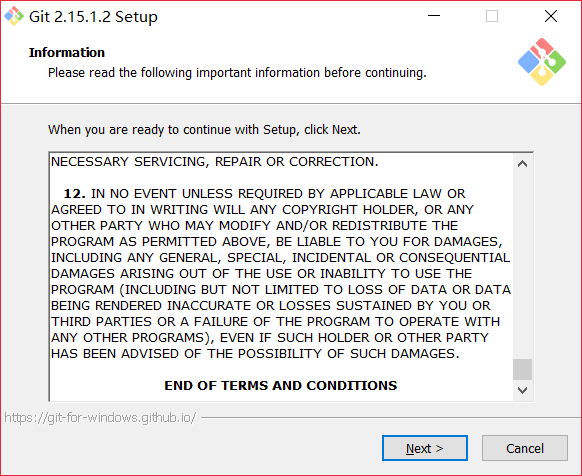 Git 2.15.1.2 Setup
Information
Please read the following important information before continuing.
When you are ready to continue with Setup, click Next.
NECESSARY SERVICING, REPAIR OR CORRECTION.
12. IN NO EVENT UNLESS REQUIRED BY APPLICABLE LAW OR
AGREED TO IN WRITING WILL ANY COPYRIGHT HOLDER, OR ANY
OTHER PARTY WHO MAY MODIFY AND/OR REDISTRIBUTE THE
PROGRAM AS PERMITTED ABOVE, BE LIABLE TO YOU FOR DAMAGES,
INCLUDING ANY GENERAL, SPECIAL, INCIDENTAL OR CONSEQUENTIAL
DAMAGES ARISING OUT OF THE USE OR INABILITY TO USE THE
PROGRAM (INCLUDING BUT NOT LIMITED TO LOSS OF DATA OR DATA
BEING RENDERED INACCURATE OR LOSSES SUSTAINED BY YOU OR
THIRD PARTIES OR A FAILURE OF THE PROGRAM TO OPERATE WITH
ANY OTHER PROGRAMS), EVEN IF SUCH HOLDER OR OTHER PARTY
HAS BEEN ADVISED OF THE POSSIBILITY OF SUCH DAMAGES.
END OF TERMS AND CONDITIONS
https://git-for-windows.github.io/
Next >
Cancel